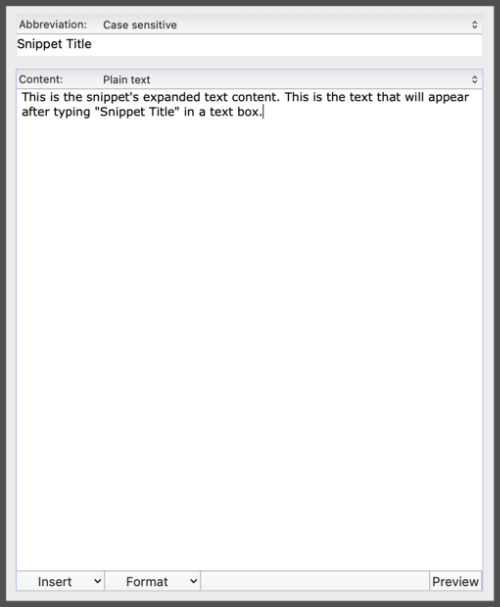 Abbreviation: Case sensitive
Snippet Title
Content: Plain text
This is the snippet's expanded text content. This is the text that will appear
after typing "Snippet Title" in a text box.
Insert Format Preview